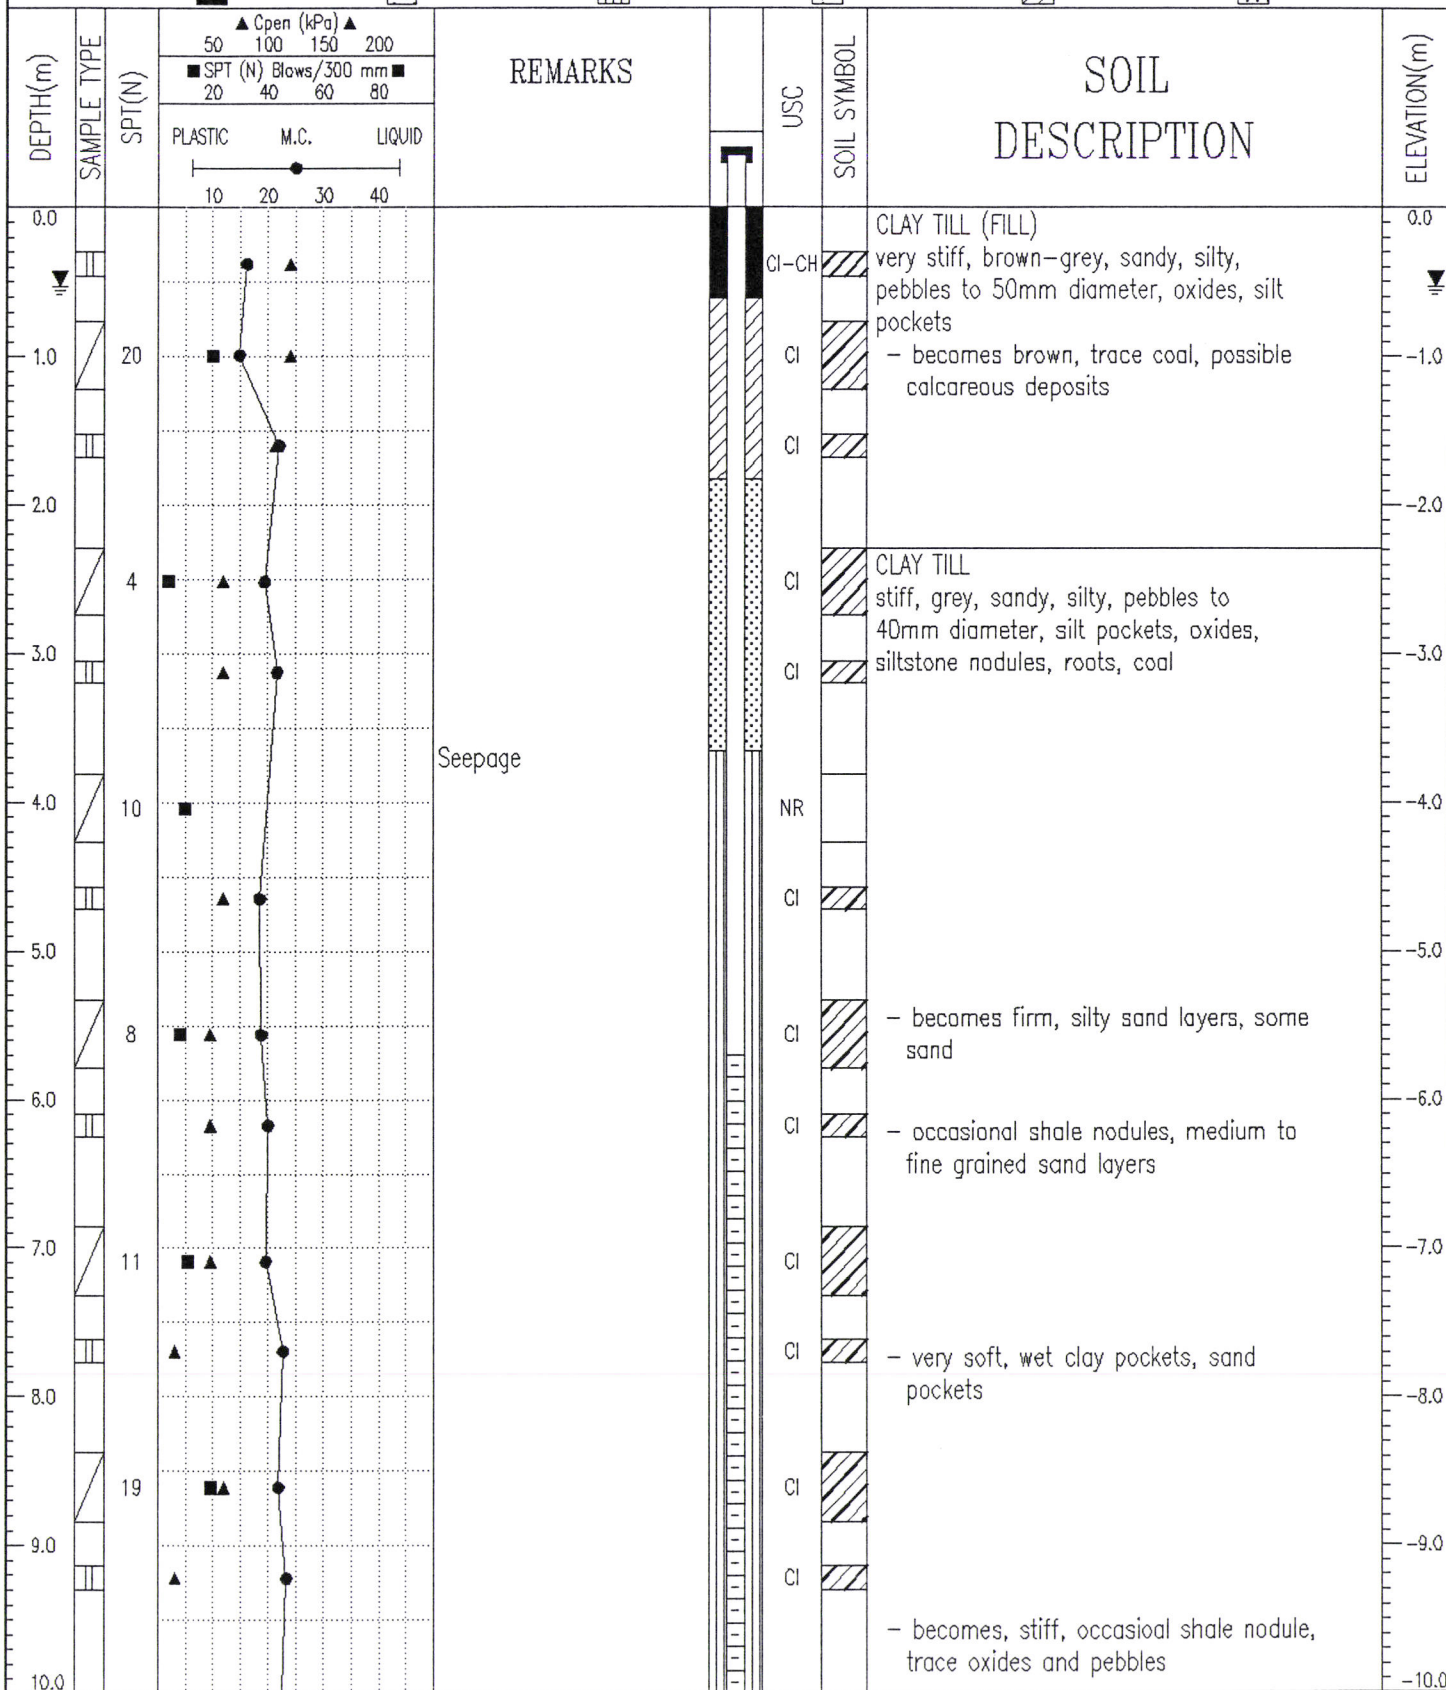 ▲ Cpen (kPa) ▲
50 100 150 200
■ SPT (N) Blows/300 mm ■
20 40 60 80
PLASTIC M.C. LIQUID
10 20 30 40
DEPTH(m)
SAMPLE TYPE
SPT(N)
REMARKS
USC
SOIL SYMBOL
SOIL
DESCRIPTION
ELEVATION(m)
0.0 0.0
CLAY TILL (FILL)
CI-CH very stiff, brown-grey, sandy, silty,
pebbles to 50mm diameter, oxides, silt
pockets
1.0 20 CI - becomes brown, trace coal, possible -1.0
calcareous deposits
CI
2.0 -2.0
CLAY TILL
4 CI stiff, grey, sandy, silty, pebbles to
40mm diameter, silt pockets, oxides,
3.0 CI siltstone nodules, roots, coal -3.0
Seepage
4.0 10 NR -4.0
CI
5.0 -5.0
8 CI - becomes firm, silty sand layers, some
sand
6.0 -6.0
CI - occasional shale nodules, medium to
fine grained sand layers
7.0 11 CI -7.0
CI - very soft, wet clay pockets, sand
pockets
8.0 -8.0
19 CI
9.0 -9.0
CI
- becomes, stiff, occasioal shale nodule,
trace oxides and pebbles
10.0 -10.0